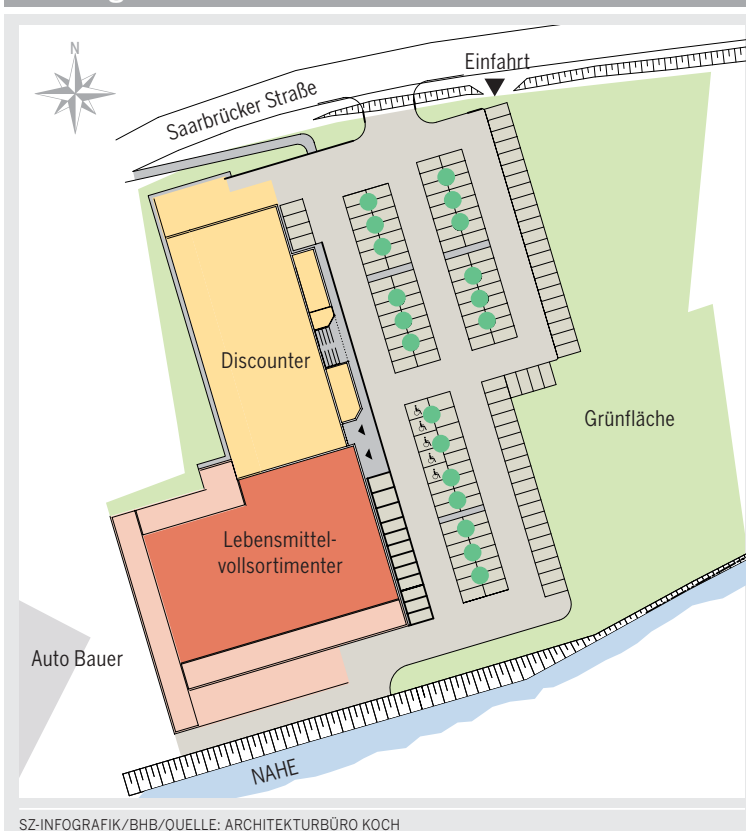 N
Einfahrt
Saarbrücker Straße
Discounter
Grünfläche
Lebensmittel-
vollsortimenter
Auto Bauer
NAHE
SZ-INFOGRAFIK/BHB/QUELLE: ARCHITEKTURBÜRO KOCH